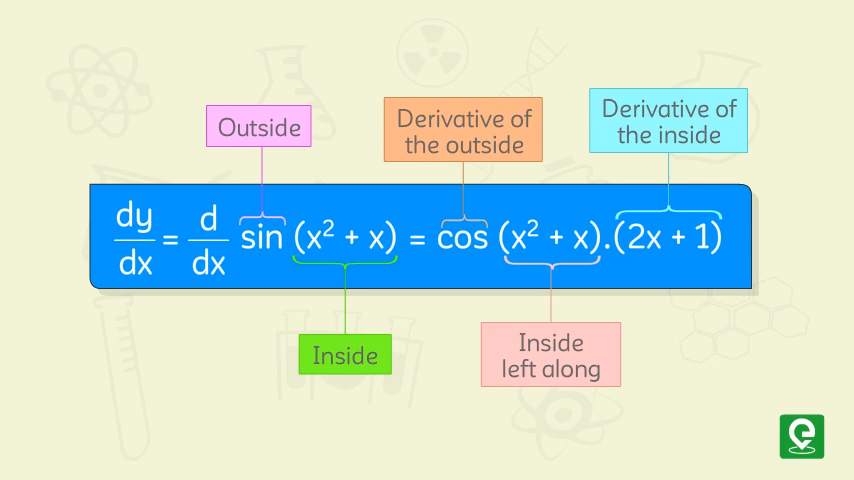 Outside
Derivative of
the outside
Derivative of
the inside
dy/dx = d/dx sin (x² + x) = cos (x² + x).(2x + 1)
Inside
Inside
left along